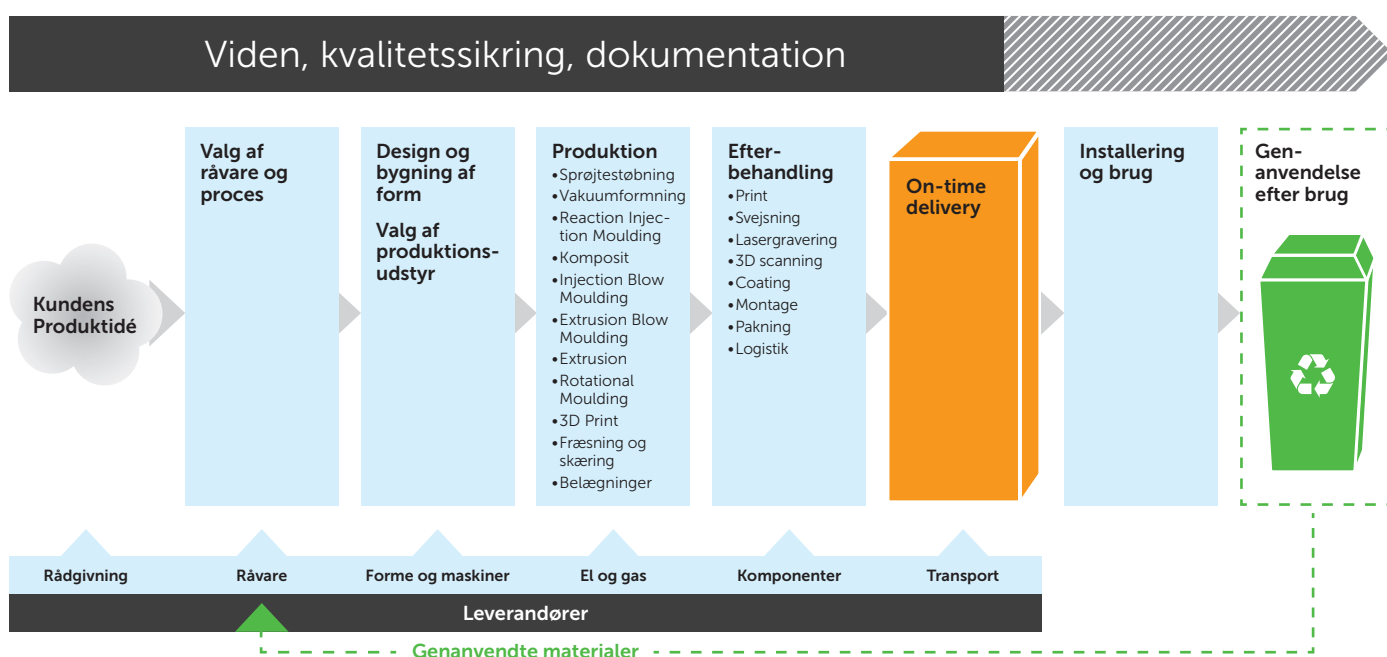 Viden, kvalitetssikring, dokumentation
Kundens
Produktidé
Valg af
råvare og
proces
Design og
bygning af
form
Valg af
produktions-
udstyr
Produktion
•Sprøjtestøbning
•Vakuumformning
•Reaction Injec-
tion Moulding
•Komposit
•Injection Blow
Moulding
•Extrusion Blow
Moulding
•Extrusion
•Rotational
Moulding
•3D Print
•Fræsning og
skæring
•Belægninger
Efter-
behandling
•Print
•Svejsning
•Lasergravering
•3D scanning
•Coating
•Montage
•Pakning
•Logistik
On-time
delivery
Installering
og brug
Gen-
anvendelse
efter brug
Rådgivning
Råvare
Forme og maskiner
El og gas
Komponenter
Transport
Leverandører
Genanvendte materialer